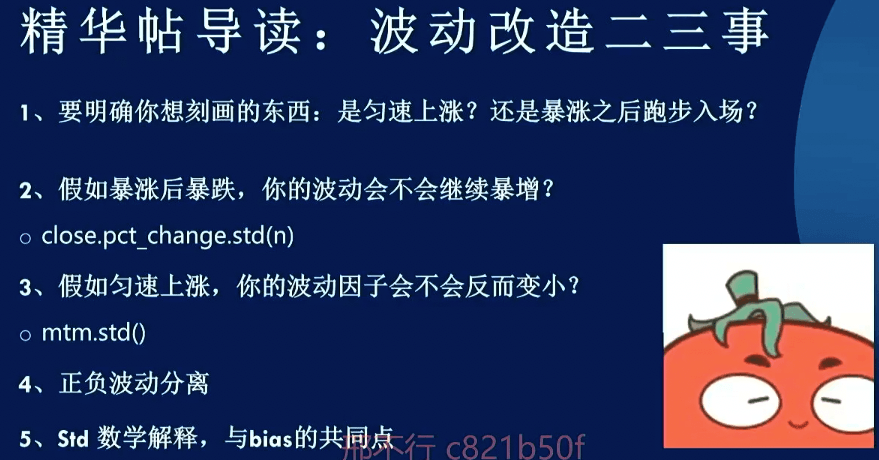 精华帖导读：波动改造二三事
1、要明确你想刻画的东西：是匀速上涨？还是暴涨之后跑步入场？
2、假如暴涨后暴跌，你的波动会不会继续暴增？
○ close.pct_change.std(n)
3、假如匀速上涨，你的波动因子会不会反而变小？
○ mtm.std()
4、正负波动分离
5、Std 数学解释，与bias的共同点
邢不行 c821b50f